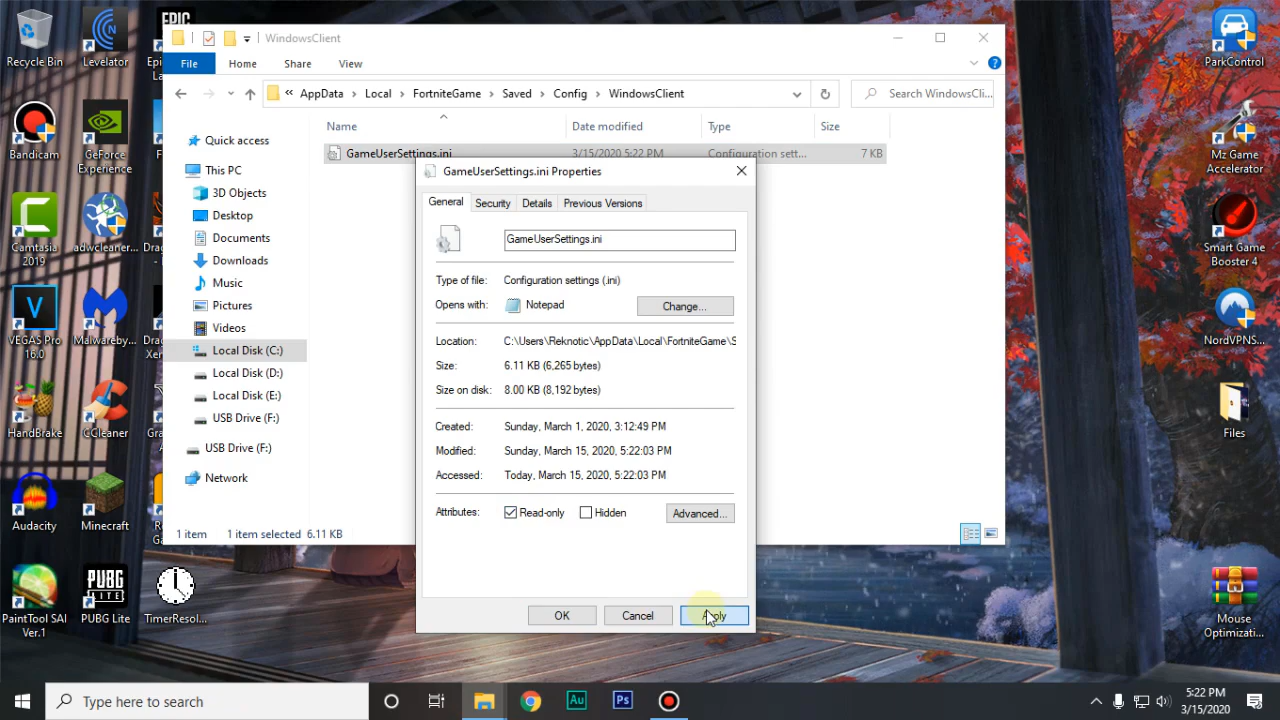 Recycle Bin
Levelator
EPIC
Bandicam
GeForce
Experience
Camtasia
2019
adwcleaner...
VEGAS Pro
16.0
Malwareby...
HandBrake
CCleaner
Audacity
Minecraft
PaintTool SAI
Ver.1
PUBG
LITE
PUBG Lite
TimerResol...
WindowsClient
File
Home
Share
View
« AppData > Local > FortniteGame > Saved > Config > WindowsClient
Search WindowsCli...
Name
Date modified
Type
Size
GameUserSettings.ini
3/15/2020 5:22 PM
Configuration sett...
7 KB
Quick access
This PC
3D Objects
Desktop
Documents
Downloads
Music
Pictures
Videos
Local Disk (C:)
Local Disk (D:)
Local Disk (E:)
USB Drive (F:)
USB Drive (F:)
Network
1 item
1 item selected 6.11 KB
GameUserSettings.ini Properties
General
Security
Details
Previous Versions
GameUserSettings.ini
Type of file: Configuration settings (.ini)
Opens with: Notepad
Change...
Location: C:\Users\Reknotic\AppData\Local\FortniteGame\S
Size: 6.11 KB (6,265 bytes)
Size on disk: 8.00 KB (8,192 bytes)
Created: Sunday, March 1, 2020, 3:12:49 PM
Modified: Sunday, March 15, 2020, 5:22:03 PM
Accessed: Today, March 15, 2020, 5:22:03 PM
Attributes: Read-only Hidden
Advanced...
OK
Cancel
Apply
ParkControl
Mz Game
Accelerator
Smart Game
Booster 4
NordVPNS...
Files
Mouse
Optimizati...
Type here to search
Au
Ps
5:22 PM
3/15/2020